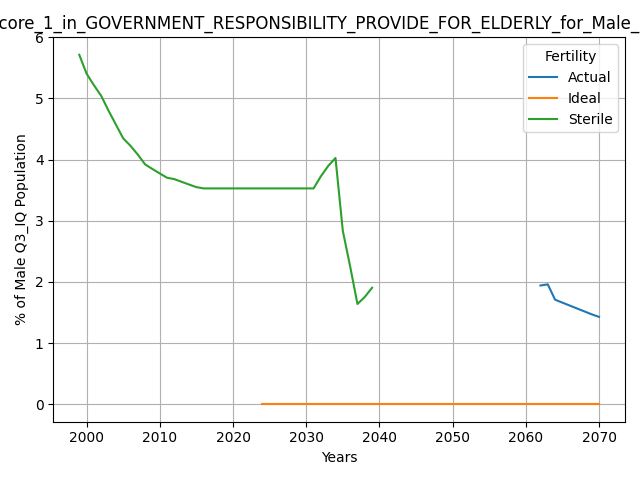 core_1_in_GOVERNMENT_RESPONSIBILITY_PROVIDE_FOR_ELDERLY_for_Male_
Fertility
Actual
Ideal
Sterile
6
5
4
3
2
1
0
% of Male Q3_IQ Population
2000
2010
2020
2030
2040
2050
2060
2070
Years